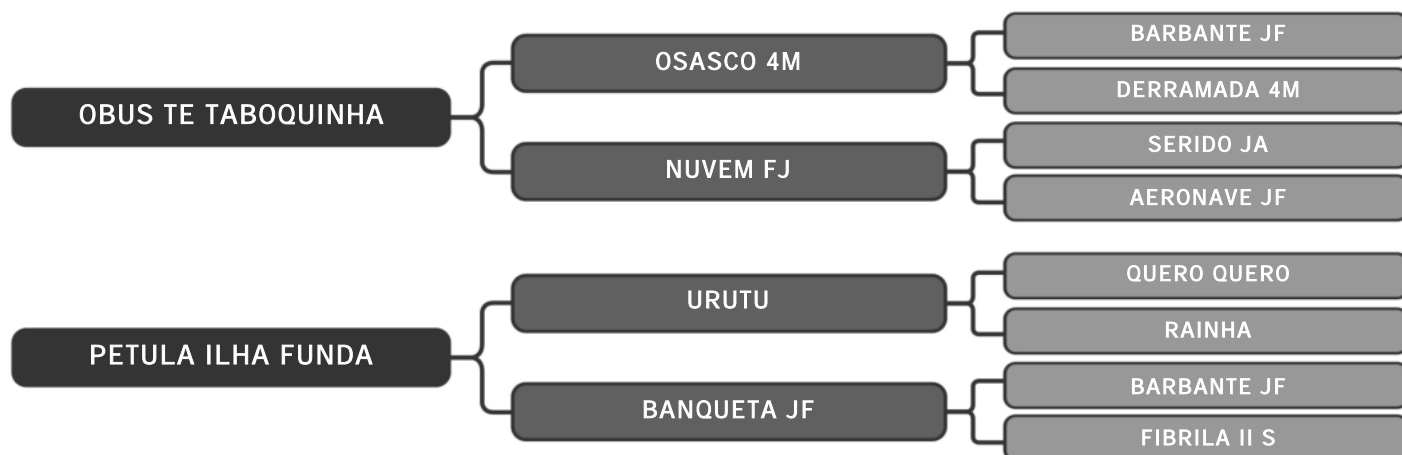 OBUS TE TABOQUINHA
OSASCO 4M
BARBANTE JF
DERRAMADA 4M
NUVEM FJ
SERIDO JA
AERONAVE JF
PETULA ILHA FUNDA
URUTU
QUERO QUERO
RAINHA
BANQUETA JF
BARBANTE JF
FIBRILA II S